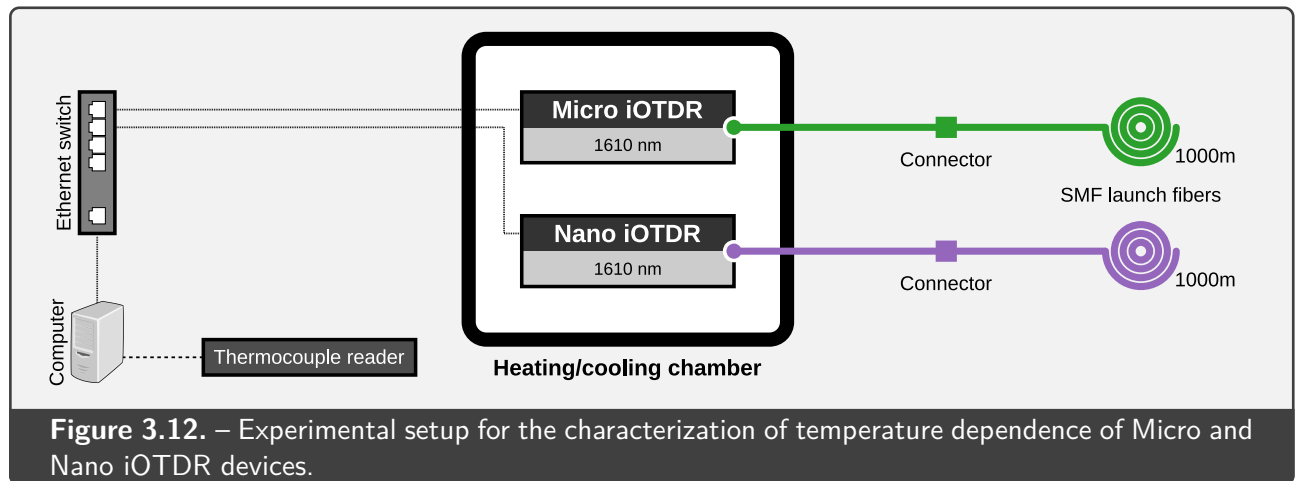 Ethernet switch
Computer
Thermocouple reader
Micro iOTDR
1610 nm
Nano iOTDR
1610 nm
Heating/cooling chamber
Connector
1000m
SMF launch fibers
Connector
1000m
Figure 3.12. – Experimental setup for the characterization of temperature dependence of Micro and
Nano iOTDR devices.